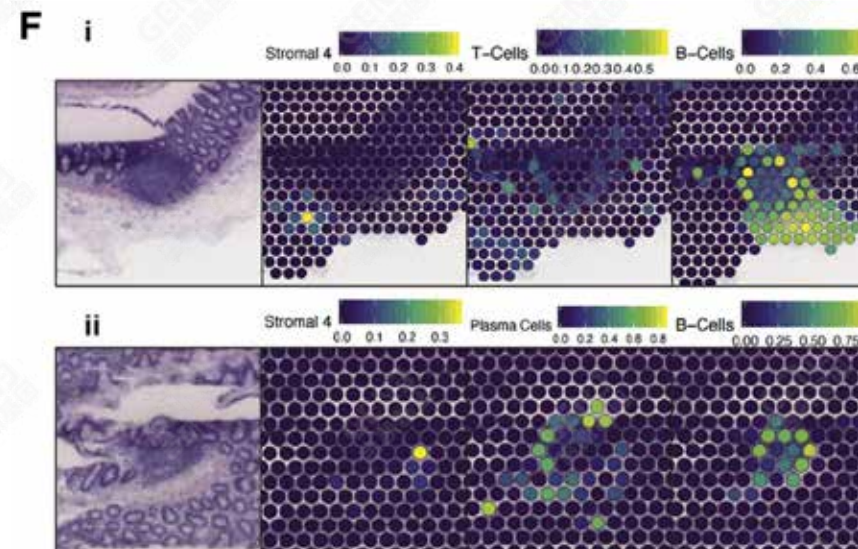 F
i
Stromal 4
0.0 0.1 0.2 0.3 0.4
T-Cells
0.00.10.20.30.40.5
B-Cells
0.0 0.2 0.4 0.6
ii
Stromal 4
0.0 0.1 0.2 0.3
Plasma Cells
0.0 0.2 0.4 0.6 0.8
B-Cells
0.00 0.25 0.50 0.75